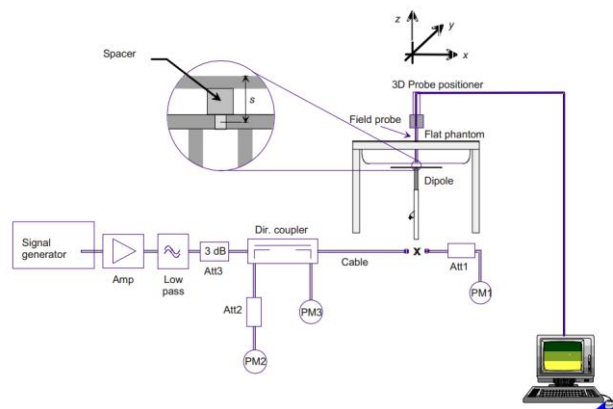 z
y
x
Spacer
s
3D Probe positioner
Field probe
Flat phantom
Dipole
Signal
generator
Amp
Low
pass
3 dB
Att3
Dir. coupler
Cable
x
Att1
PM1
Att2
PM3
PM2